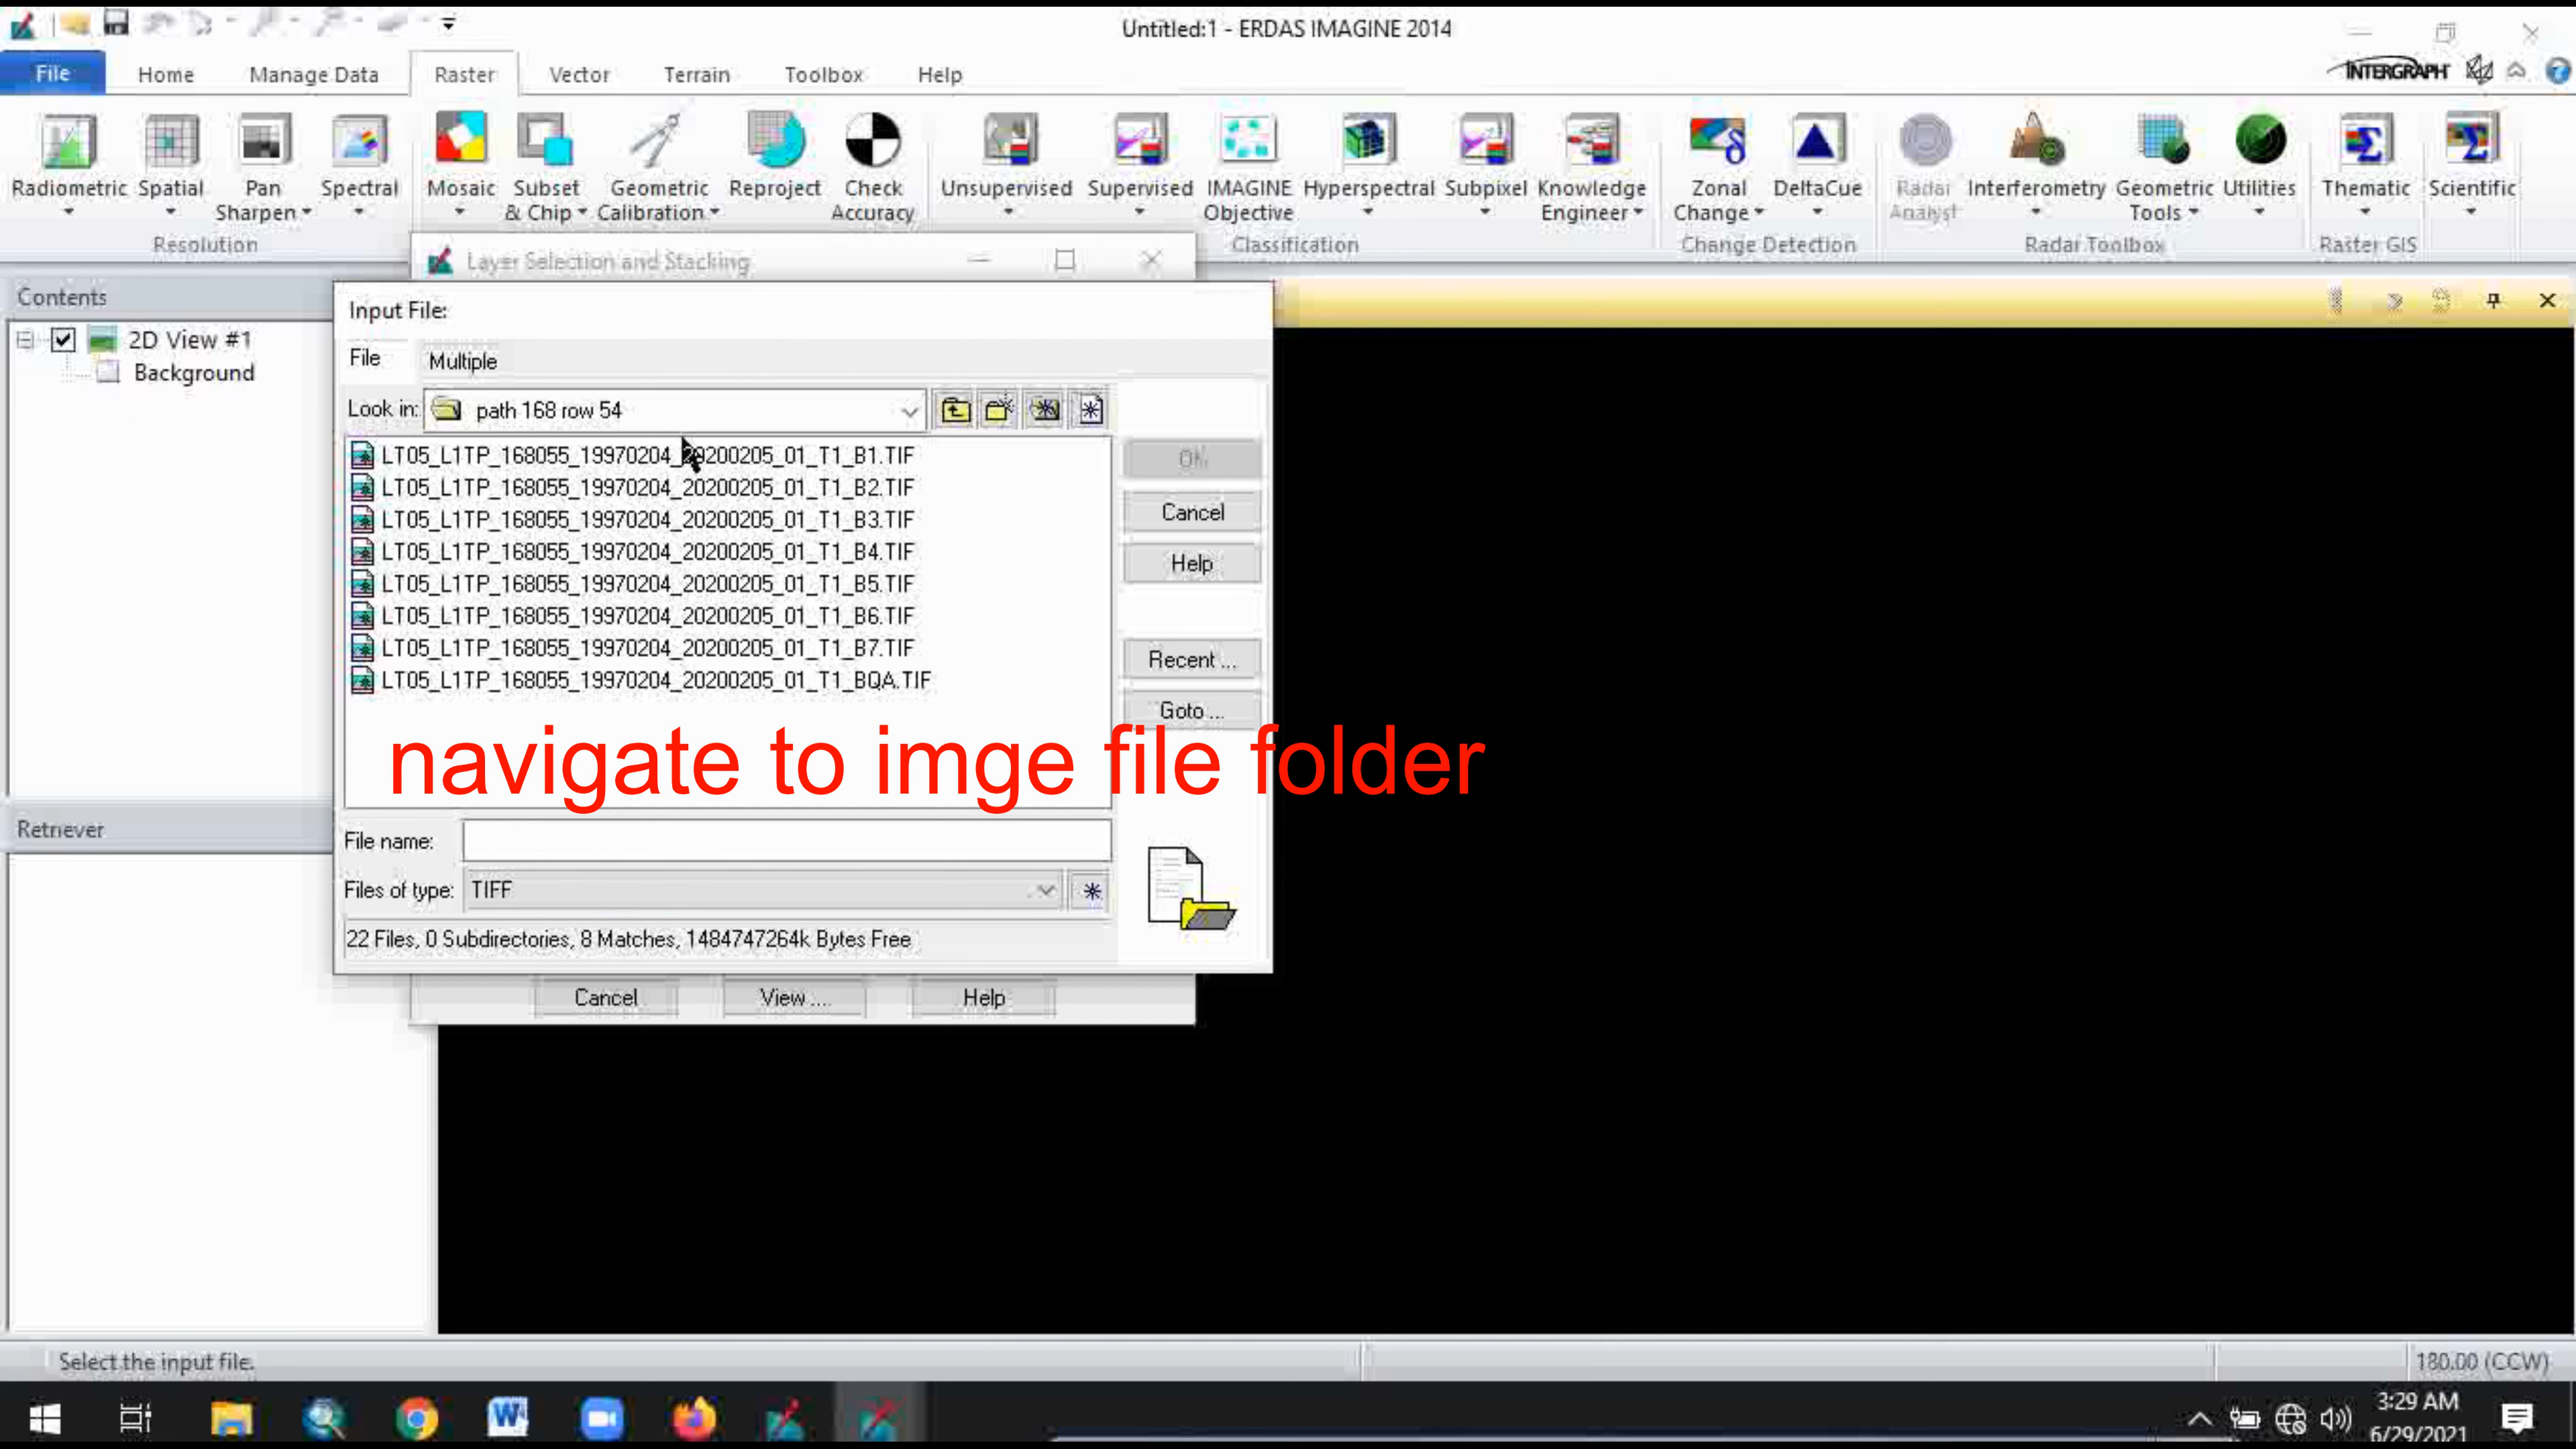 Untitled:1 - ERDAS IMAGINE 2014
File Home Manage Data Raster Vector Terrain Toolbox Help
INTERGRAPH
Radiometric Spatial Pan Sharpen Spectral Mosaic Subset & Chip Geometric Calibration Reproject Check Accuracy Unsupervised Supervised IMAGINE Objective Hyperspectral Subpixel Knowledge Engineer Zonal Change DeltaCue Radar Analyst Interferometry Geometric Tools Utilities Thematic Scientific
Resolution Classification Change Detection Radar Toolbox Raster GIS
Layer Selection and Stacking
Contents
2D View #1
Background
Input File:
File Multiple
Look in: path 168 row 54
LT05_L1TP_168055_19970204_20200205_01_T1_B1.TIF
LT05_L1TP_168055_19970204_20200205_01_T1_B2.TIF
LT05_L1TP_168055_19970204_20200205_01_T1_B3.TIF
LT05_L1TP_168055_19970204_20200205_01_T1_B4.TIF
LT05_L1TP_168055_19970204_20200205_01_T1_B5.TIF
LT05_L1TP_168055_19970204_20200205_01_T1_B6.TIF
LT05_L1TP_168055_19970204_20200205_01_T1_B7.TIF
LT05_L1TP_168055_19970204_20200205_01_T1_BQA.TIF
OK
Cancel
Help
Recent ...
Goto ...
navigate to imge file folder
Retriever
File name:
Files of type: TIFF
22 Files, 0 Subdirectories, 8 Matches, 1484747264k Bytes Free
Cancel View .... Help
Select the input file.
180.00 (CCW)
3:29 AM
6/29/2021